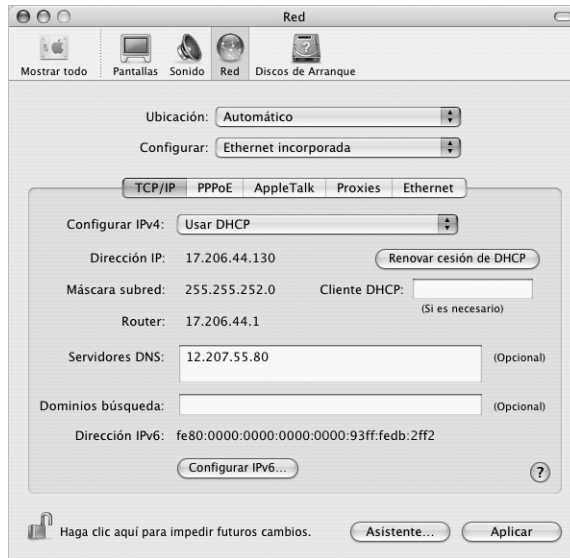 Red
Mostrar todo Pantallas Sonido Red Discos de Arranque
Ubicación: Automático
Configurar: Ethernet incorporada
TCP/IP PPPoE AppleTalk Proxies Ethernet
Configurar IPv4: Usar DHCP
Dirección IP: 17.206.44.130 Renovar cesión de DHCP
Máscara subred: 255.255.252.0 Cliente DHCP:
(Si es necesario)
Router: 17.206.44.1
Servidores DNS: 12.207.55.80 (Opcional)
Dominios búsqueda: (Opcional)
Dirección IPv6: fe80:0000:0000:0000:0000:93ff:fedb:2ff2
Configurar IPv6... ?
Haga clic aquí para impedir futuros cambios. Asistente... Aplicar